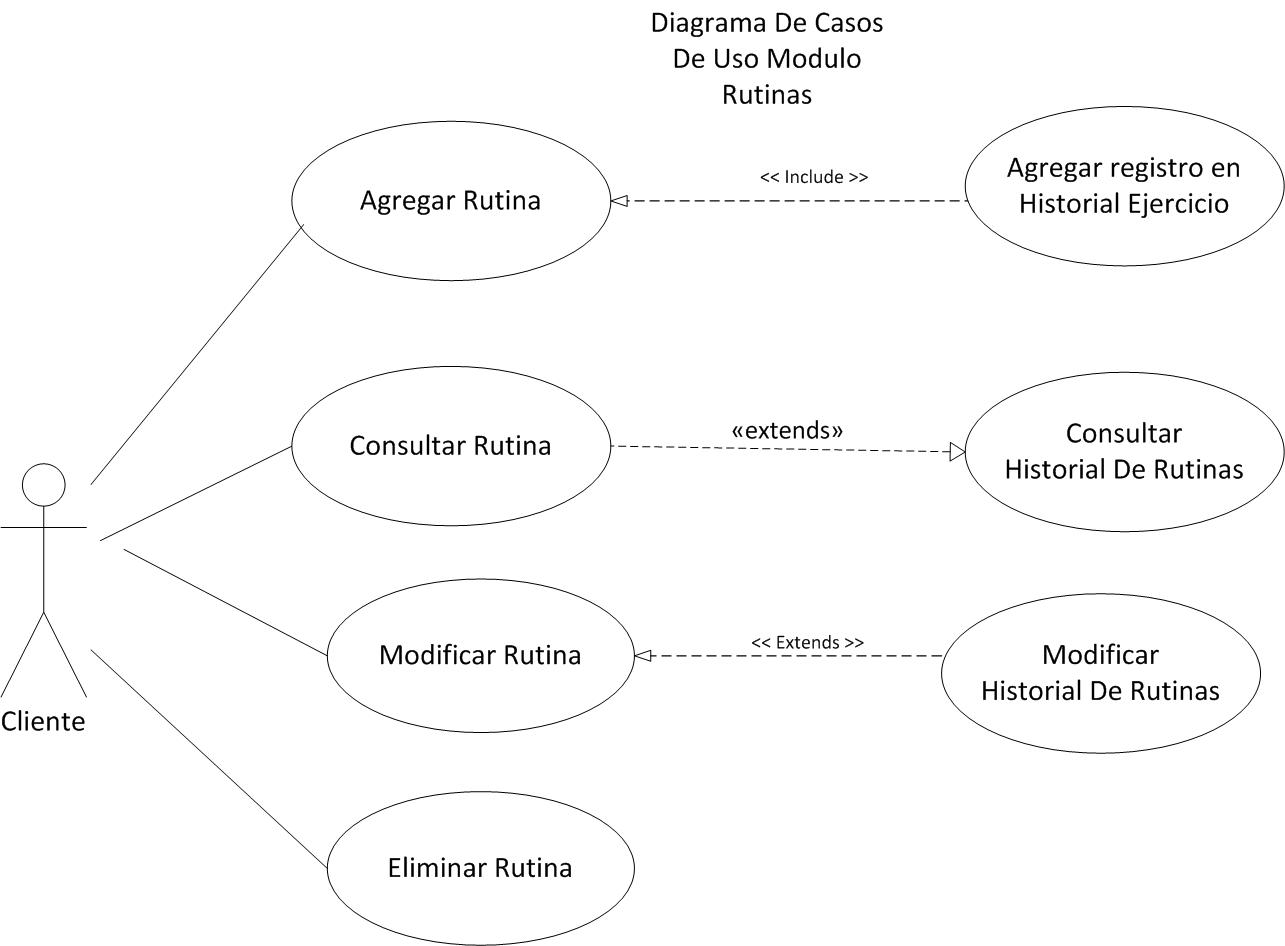 Diagrama De Casos
De Uso Modulo
Rutinas
Agregar Rutina
<< Include >>
Agregar registro en
Historial Ejercicio
Consultar Rutina
«extends»
Consultar
Historial De Rutinas
Modificar Rutina
<< Extends >>
Modificar
Historial De Rutinas
Cliente
Eliminar Rutina